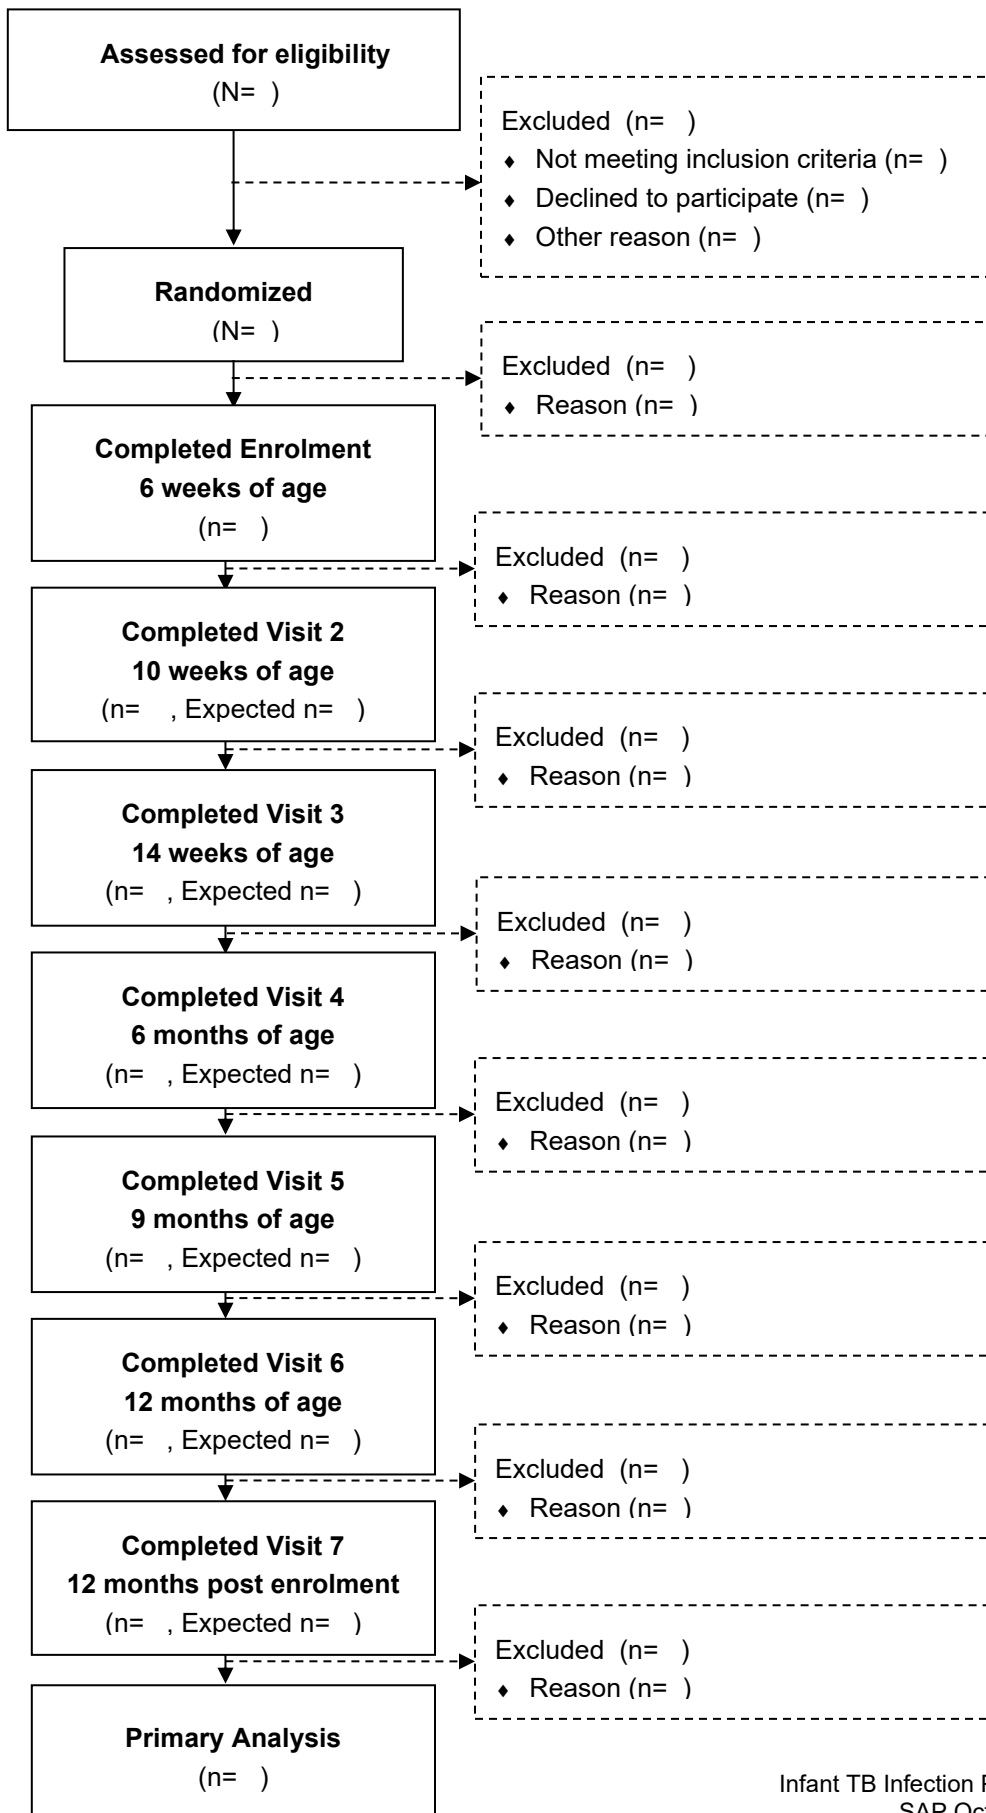 Assessed for eligibility
(N= )
Excluded (n= )
♦ Not meeting inclusion criteria (n= )
♦ Declined to participate (n= )
♦ Other reason (n= )
Randomized
(N= )
Excluded (n= )
♦ Reason (n= )
Completed Enrolment
6 weeks of age
(n= )
Excluded (n= )
♦ Reason (n= )
Completed Visit 2
10 weeks of age
(n= , Expected n= )
Excluded (n= )
♦ Reason (n= )
Completed Visit 3
14 weeks of age
(n= , Expected n= )
Excluded (n= )
♦ Reason (n= )
Completed Visit 4
6 months of age
(n= , Expected n= )
Excluded (n= )
♦ Reason (n= )
Completed Visit 5
9 months of age
(n= , Expected n= )
Excluded (n= )
♦ Reason (n= )
Completed Visit 6
12 months of age
(n= , Expected n= )
Excluded (n= )
♦ Reason (n= )
Completed Visit 7
12 months post enrolment
(n= , Expected n= )
Excluded (n= )
♦ Reason (n= )
Primary Analysis
(n= )
Infant TB Infection
SAP Oct